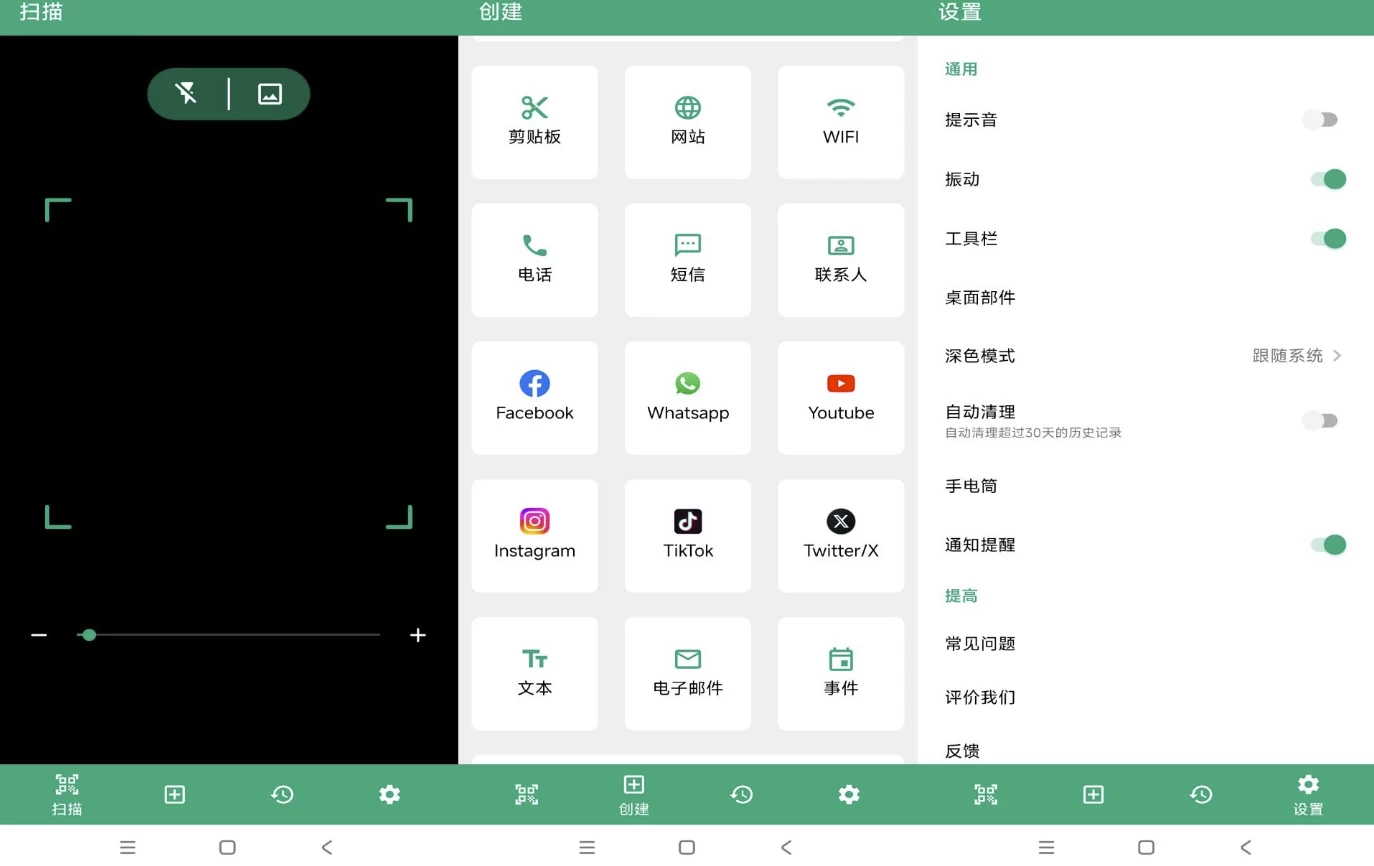 扫描
创建
设置
剪贴板
网站
WIFI
电话
短信
联系人
Facebook
Whatsapp
Youtube
Instagram
TikTok
Twitter/X
文本
电子邮件
事件
通用
提示音
振动
工具栏
桌面部件
深色模式
跟随系统
自动清理
自动清理超过30天的历史记录
手电筒
通知提醒
提高
常见问题
评价我们
反馈
扫描
创建
设置